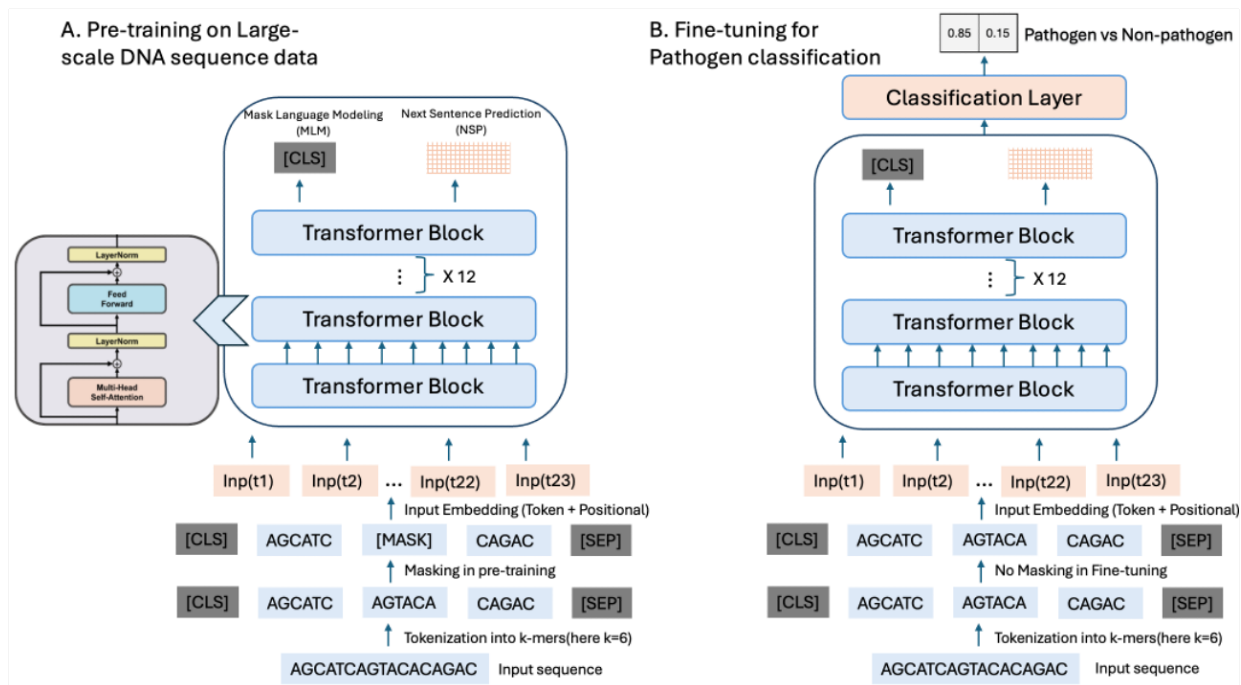 A. Pre-training on Large-
scale DNA sequence data
Mask Language Modeling
(MLM)
Next Sentence Prediction
(NSP)
[CLS]
Transformer Block
⋮ X 12
Transformer Block
Transformer Block
LayerNorm
Feed
Forward
LayerNorm
Multi-Head
Self-Attention
Inp(t1) Inp(t2) ... Inp(t22) Inp(t23)
Input Embedding (Token + Positional)
[CLS] AGCATC [MASK] CAGAC [SEP]
Masking in pre-training
[CLS] AGCATC AGTACA CAGAC [SEP]
Tokenization into k-mers(here k=6)
AGCATCAGTACACAGAC Input sequence
B. Fine-tuning for
Pathogen classification
0.85 0.15 Pathogen vs Non-pathogen
Classification Layer
[CLS]
Transformer Block
⋮ X 12
Transformer Block
Transformer Block
Inp(t1) Inp(t2) ... Inp(t22) Inp(t23)
Input Embedding (Token + Positional)
[CLS] AGCATC AGTACA CAGAC [SEP]
No Masking in Fine-tuning
[CLS] AGCATC AGTACA CAGAC [SEP]
Tokenization into k-mers(here k=6)
AGCATCAGTACACAGAC Input sequence